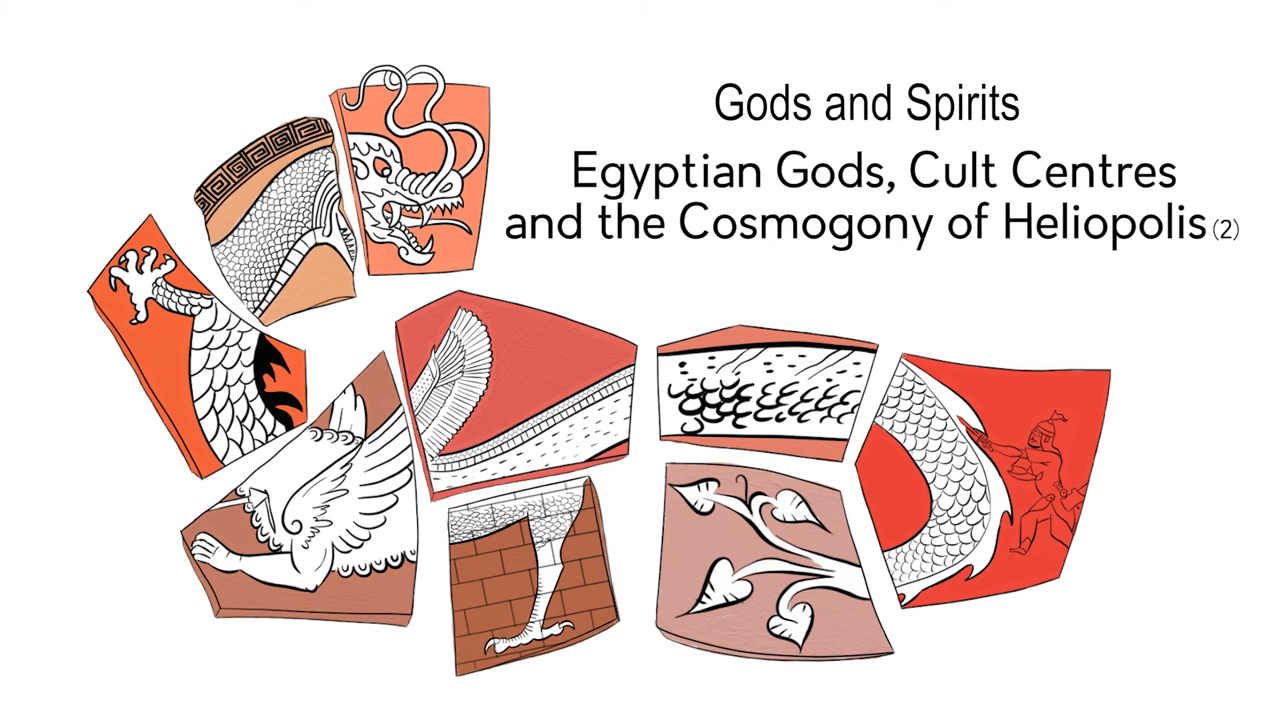 Gods and Spirits
Egyptian Gods, Cult Centres
and the Cosmogony of Heliopolis (2)